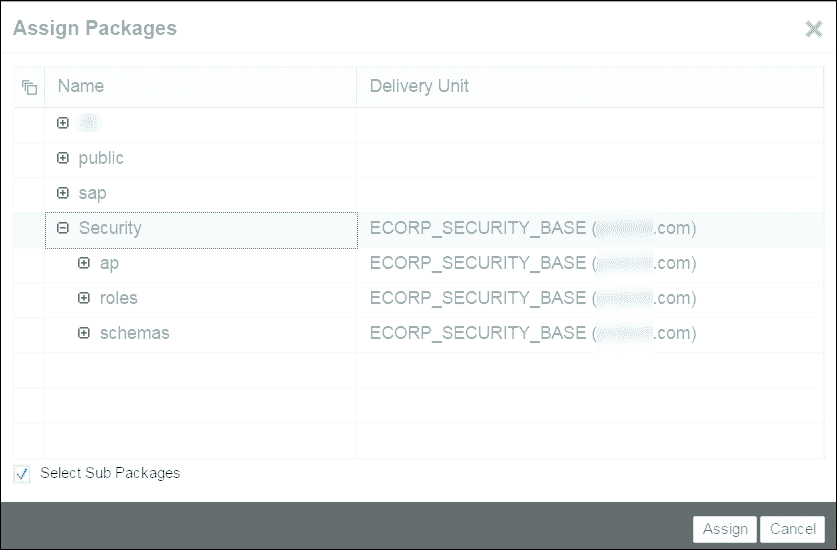 Assign Packages
Name Delivery Unit
public
sap
Security ECORP_SECURITY_BASE ( .com)
ap ECORP_SECURITY_BASE ( .com)
roles ECORP_SECURITY_BASE ( .com)
schemas ECORP_SECURITY_BASE ( .com)
Select Sub Packages
Assign Cancel